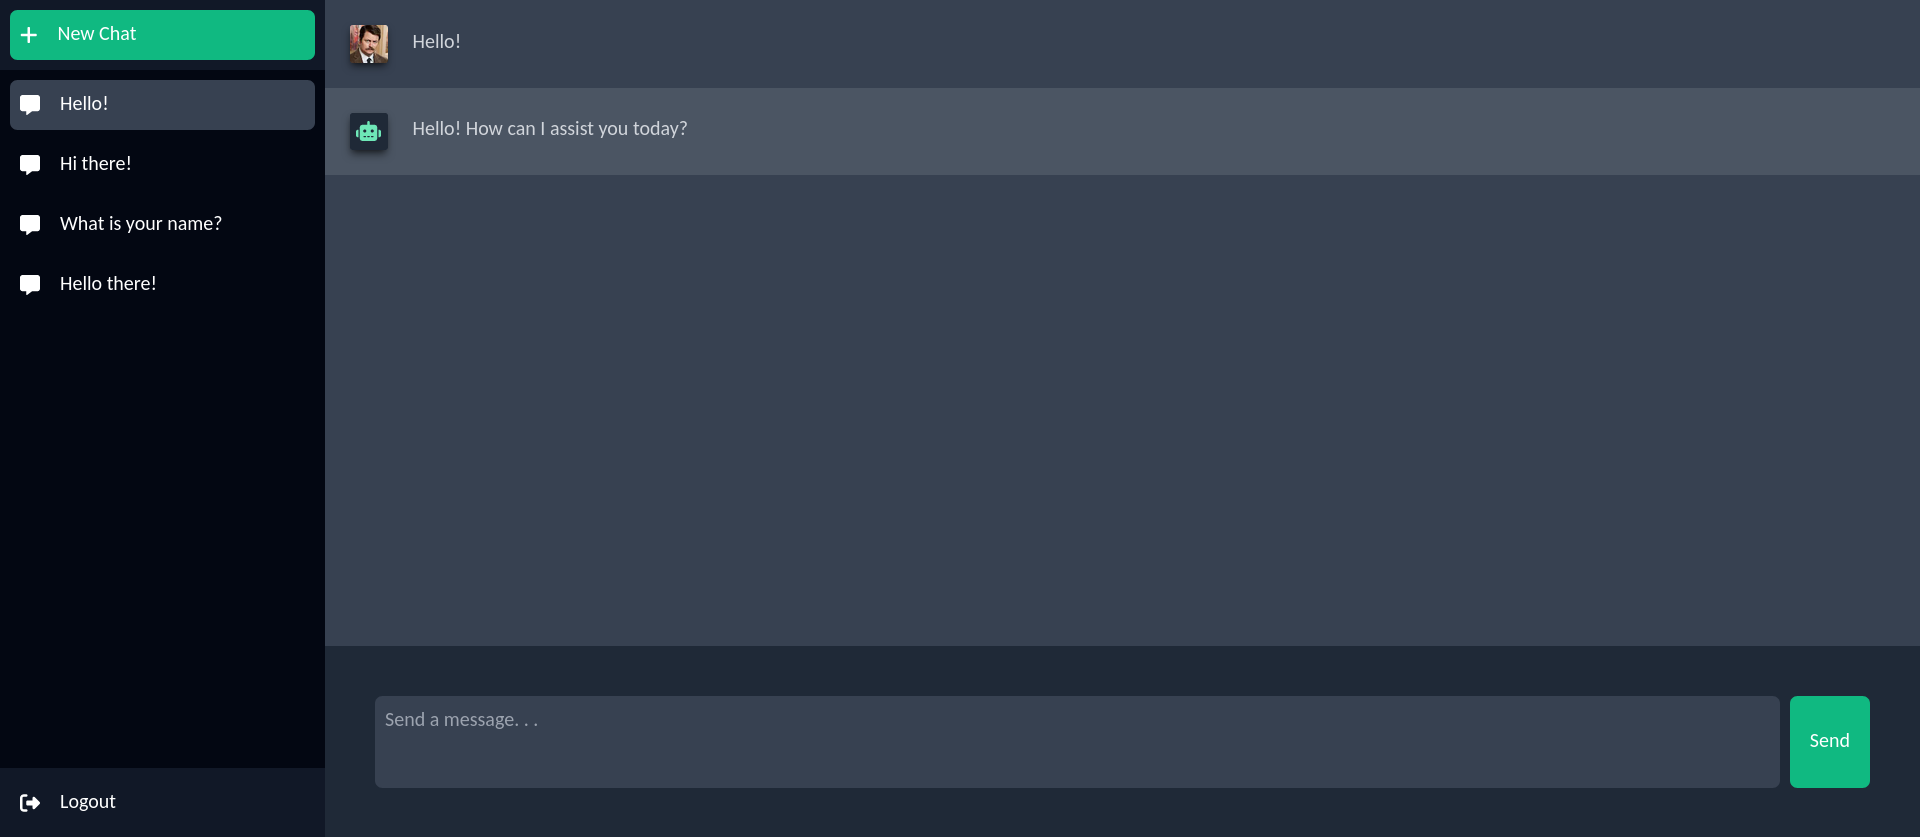 New Chat
Hello!
Hi there!
What is your name?
Hello there!
Logout
Hello!
Hello! How can I assist you today?
Send a message. . .
Send